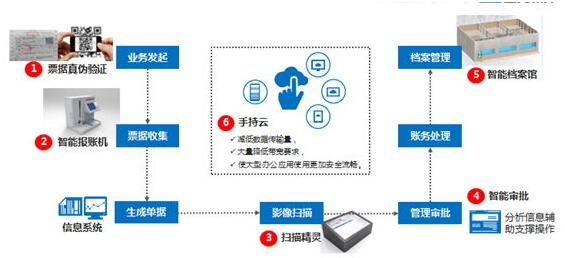 1 票据真伪验证
业务发起
2 智能报账机
票据收集
信息系统
生成单据
影像扫描
3 扫描精灵
管理审批
4 智能审批
分析信息辅
助支撑操作
账务处理
档案管理
5 智能档案馆
6 手持云
✓ 减低数据传输量，
✓ 大量降低带宽要求，
✓ 使大型办公应用使用更加安全流畅。